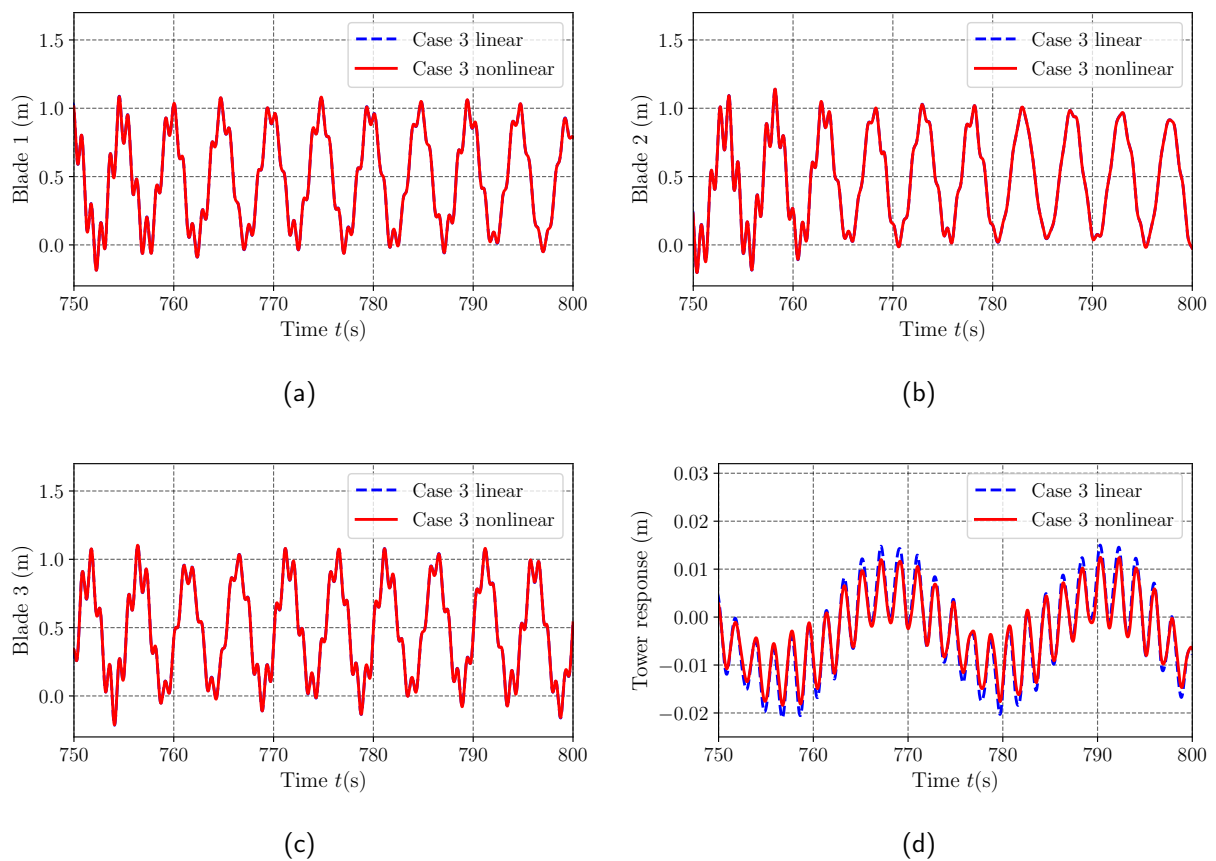 Case 3 linear
Case 3 nonlinear
Blade 1 (m)
1.5
1.0
0.5
0.0
750 760 770 780 790 800
Time t(s)
(a)
Case 3 linear
Case 3 nonlinear
Blade 2 (m)
1.5
1.0
0.5
0.0
750 760 770 780 790 800
Time t(s)
(b)
Case 3 linear
Case 3 nonlinear
Blade 3 (m)
1.5
1.0
0.5
0.0
750 760 770 780 790 800
Time t(s)
(c)
Case 3 linear
Case 3 nonlinear
Tower response (m)
0.03
0.02
0.01
0.00
−0.01
−0.02
750 760 770 780 790 800
Time t(s)
(d)